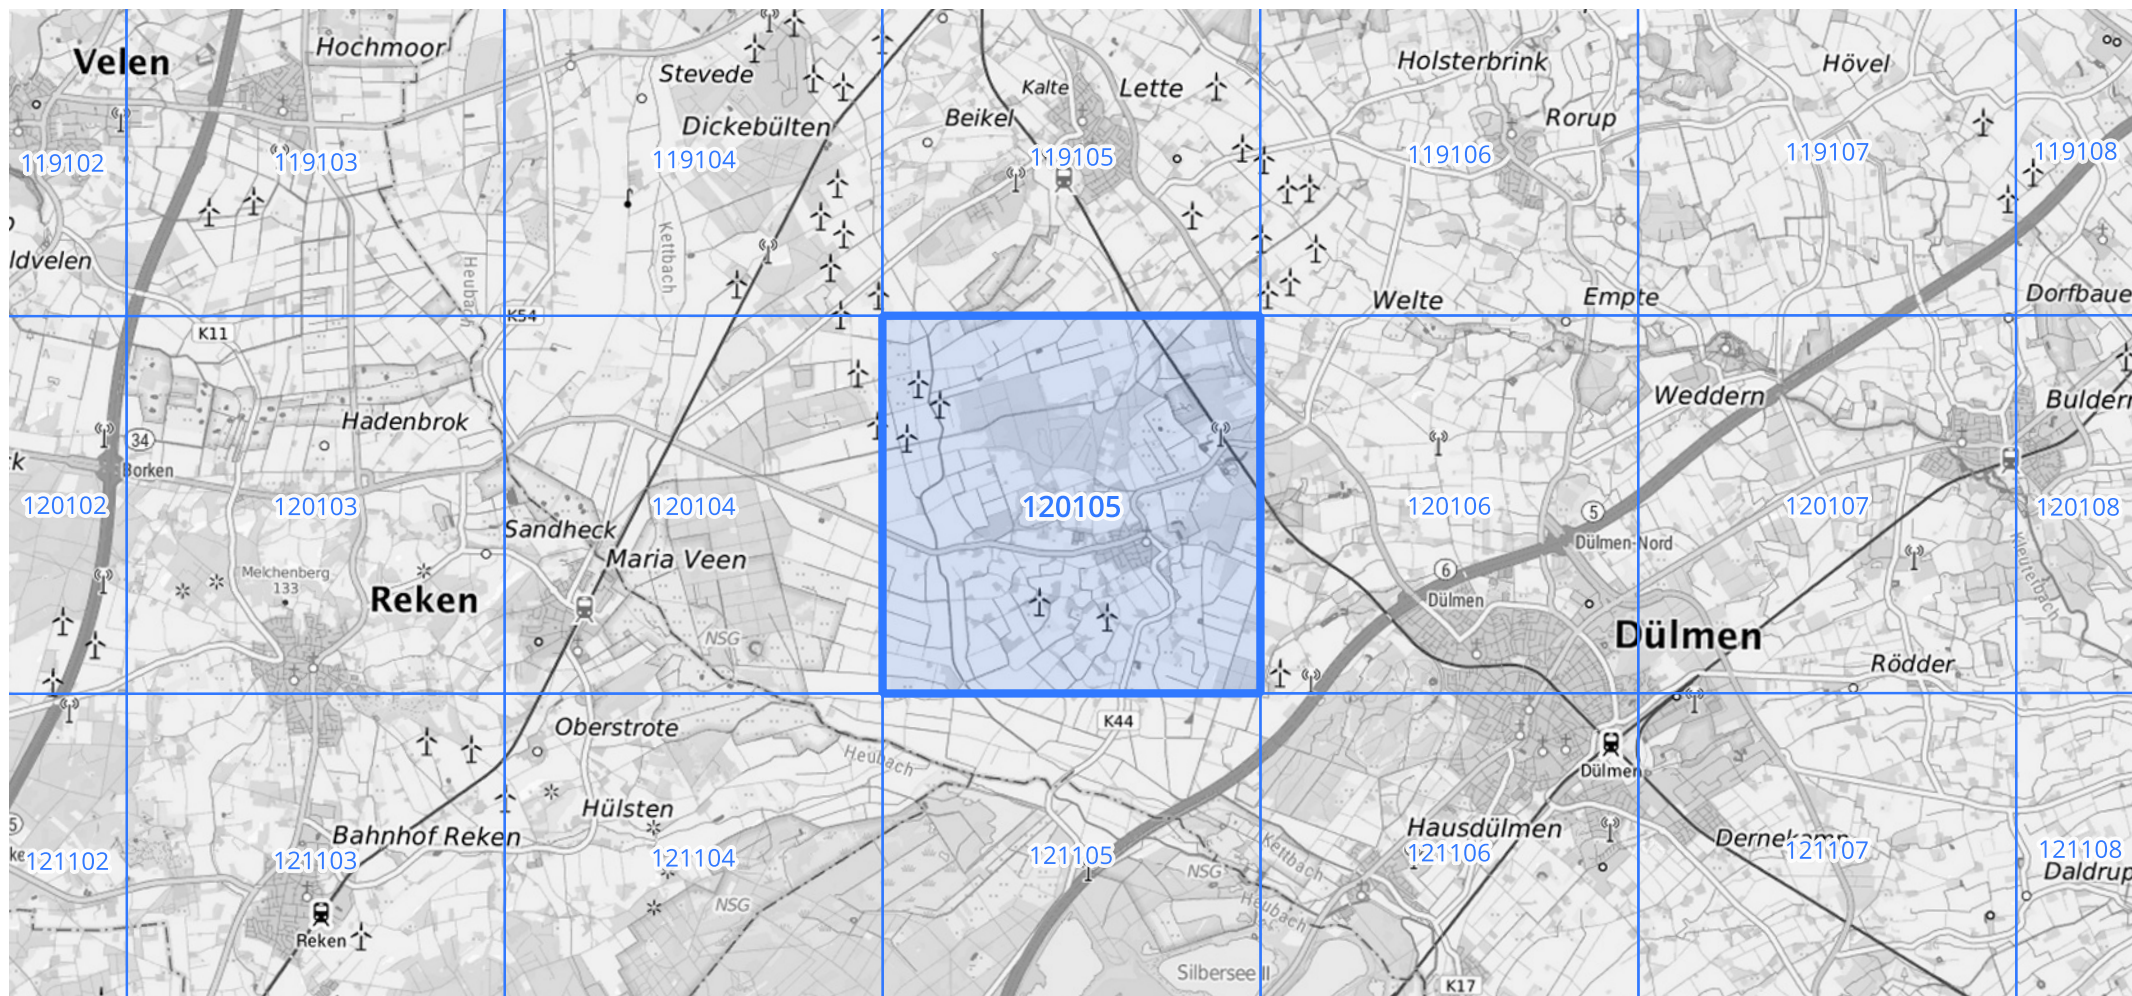 Velen
Hochmoor
Stevede
Dickebülten
Kalte
Lette
Beikel
Holsterbrink
Rorup
Hövel
119102
119103
119104
119105
119106
119107
119108
ldvelen
Heubach
Kettbach
Welte
Empte
Dorfbaue
K54
K11
Hadenbrok
34
Borken
k
Weddern
Buldern
120102
120103
120104
120105
120106
120107
120108
5
Dülmen-Nord
Sandheck
Maria Veen
Melchenberg
133
Reken
6
Dülmen
Kleuterbach
NSG
Dülmen
Rödder
Oberstrote
K44
Heubach
Dülmen
Hülsten
5
Bahnhof Reken
Hausdülmen
Dernekamp
ke
121102
121103
121104
121105
121106
121107
121108
Kettbach
NSG
Daldrup
NSG
Heubach
Reken
Silbersee II
K17